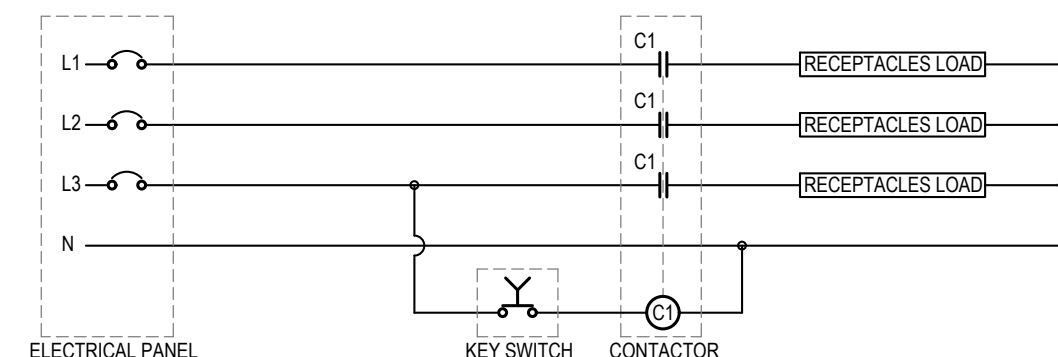 C1
L1
RECEPTACLES LOAD
C1
L2
RECEPTACLES LOAD
C1
L3
RECEPTACLES LOAD
N
C1
ELECTRICAL PANEL
KEY SWITCH
CONTACTOR